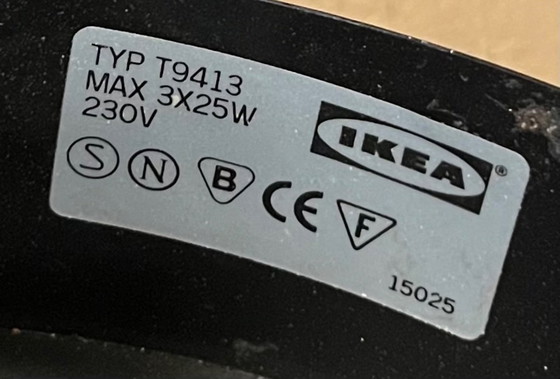 TYP T9413
MAX 3X25W
230V
IKEA®
S N B CE F
15025